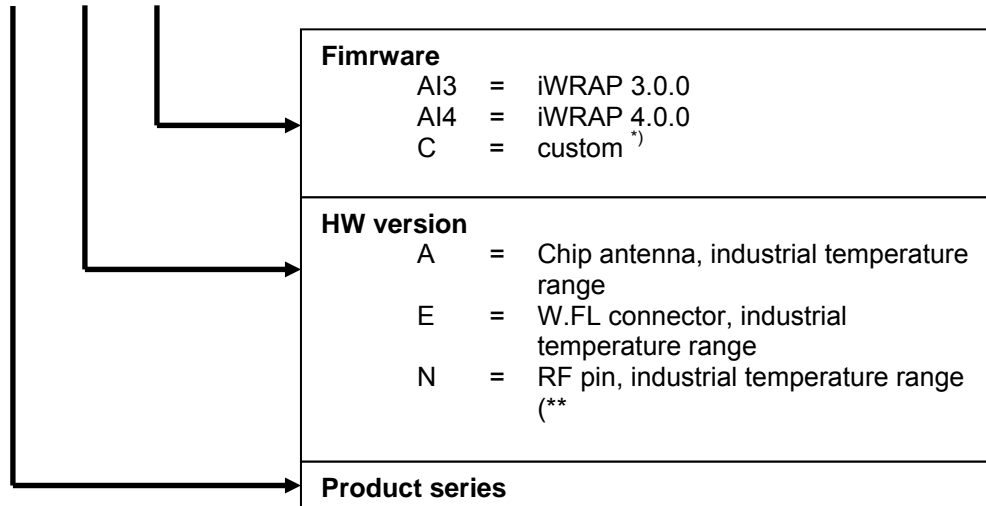 Fimrware
AI3 = iWRAP 3.0.0
AI4 = iWRAP 4.0.0
C = custom *)
HW version
A = Chip antenna, industrial temperature
range
E = W.FL connector, industrial
temperature range
N = RF pin, industrial temperature range
(**
Product series